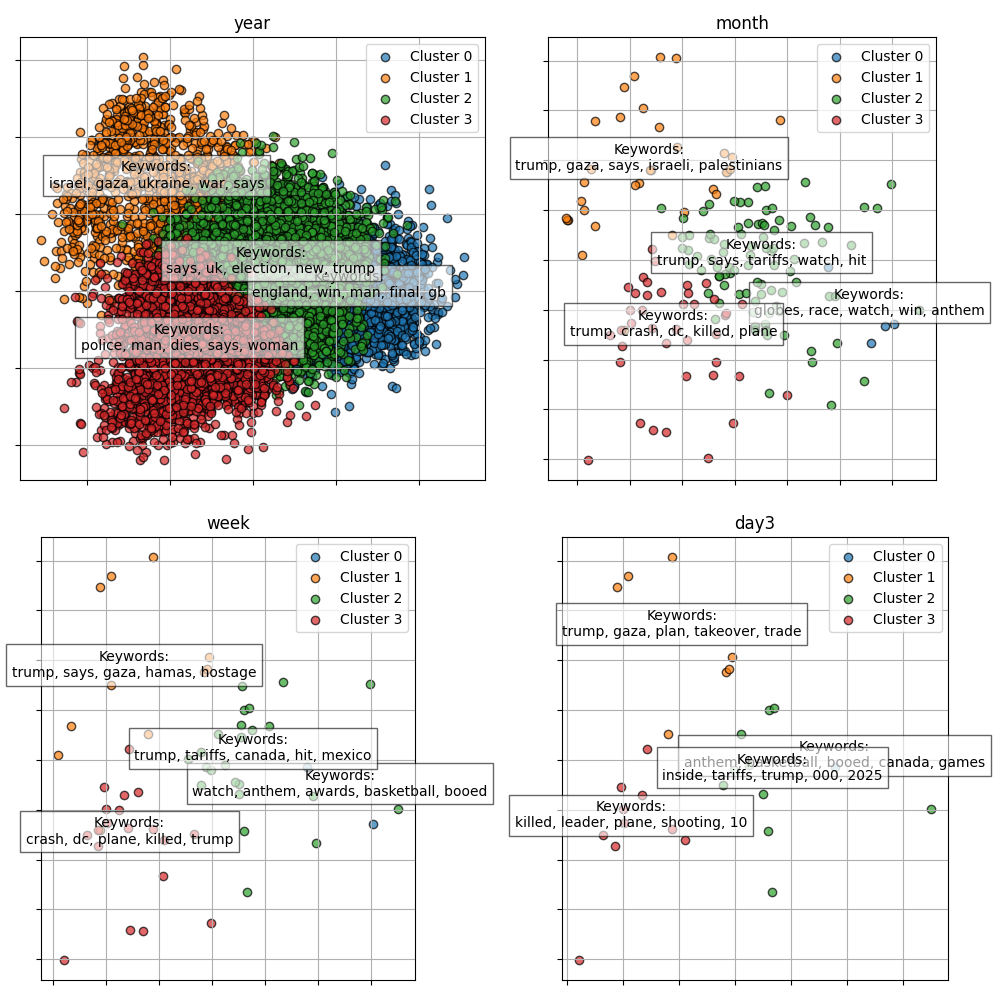 year
Cluster 0
Cluster 1
Cluster 2
Cluster 3
Keywords:
israel, gaza, ukraine, war, says
Keywords:
says, uk, election, new, trump
england, win, man, final, gb
Keywords:
police, man, dies, says, woman
month
Cluster 0
Cluster 1
Cluster 2
Cluster 3
Keywords:
trump, gaza, says, israeli, palestinians
Keywords:
trump, says, tariffs, watch, hit
Keywords:
globes, race, watch, win, anthem
Keywords:
trump, crash, dc, killed, plane
week
Cluster 0
Cluster 1
Cluster 2
Cluster 3
Keywords:
trump, says, gaza, hamas, hostage
Keywords:
trump, tariffs, canada, hit, mexico
Keywords:
watch, anthem, awards, basketball, booed
Keywords:
crash, dc, plane, killed, trump
day3
Cluster 0
Cluster 1
Cluster 2
Cluster 3
Keywords:
trump, gaza, plan, takeover, trade
Keywords:
anthem, basketball, booed, canada, games
Keywords:
inside, tariffs, trump, 000, 2025
Keywords:
killed, leader, plane, shooting, 10